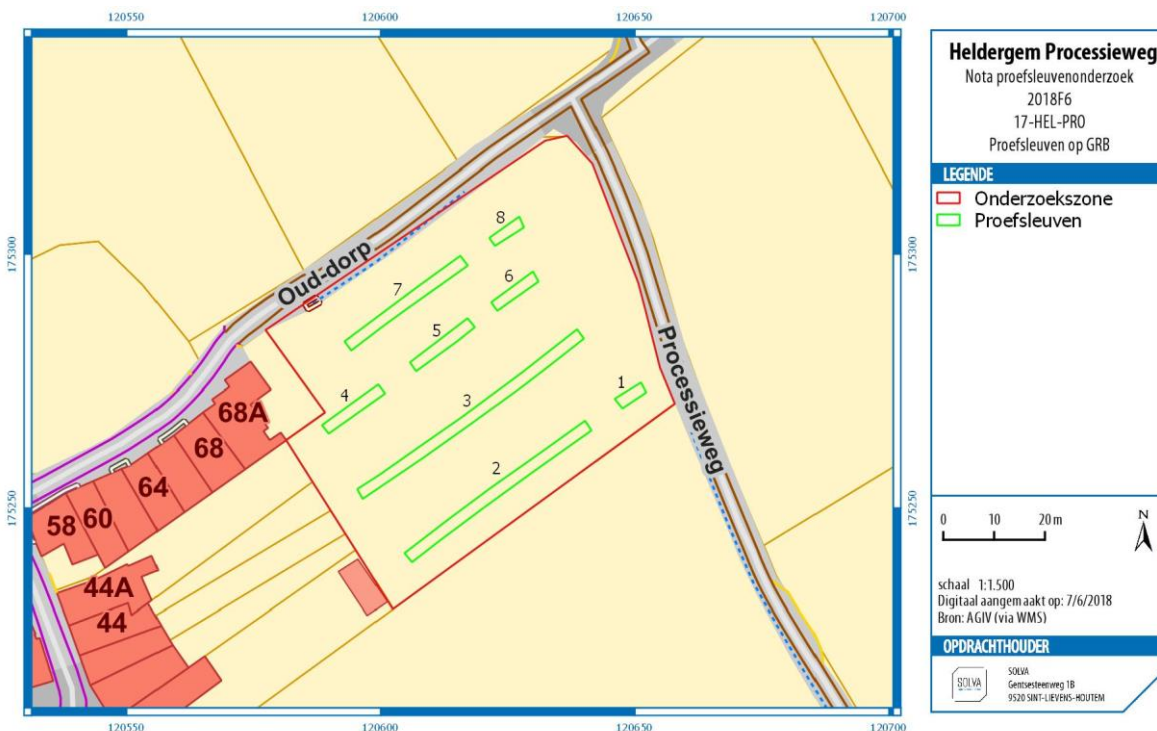 120550
120600
120650
120700
175300
175250
175300
175250
120550
120600
120650
120700
Oud-dorp
Processieweg
8
7
6
5
4
3
1
2
68A
68
64
60
58
44A
44
Heldergem Processieweg
Nota proefsleuvenonderzoek
2018F6
17-HEL-PRO
Proefsleuven op GRB
LEGENDE
Onderzoekszone
Proefsleuven
0 10 20 m
N
schaal 1:1.500
Digitaal aangemaakt op: 7/6/2018
Bron: AGIV (via WMS)
OPDRACHTHOUDER
SOLVA
SOLVA
Gentsesteenweg 1B
9520 SINT-LIEVENS-HOUTEM